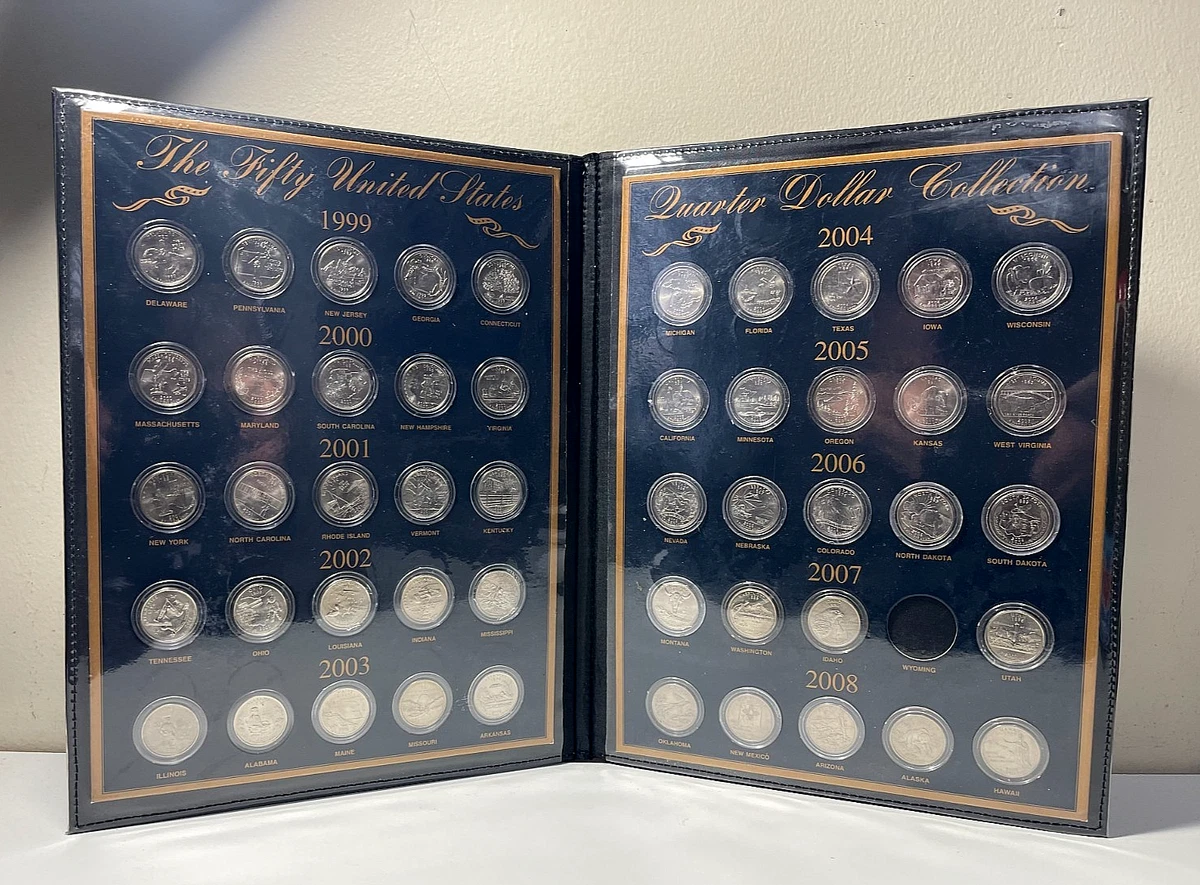 The Fifty United States
1999
DELAWARE PENNSYLVANIA NEW JERSEY GEORGIA CONNECTICUT
2000
MASSACHUSETTS MARYLAND SOUTH CAROLINA NEW HAMPSHIRE VIRGINIA
2001
NEW YORK NORTH CAROLINA RHODE ISLAND VERMONT KENTUCKY
2002
TENNESSEE OHIO LOUISIANA INDIANA MISSISSIPPI
2003
ILLINOIS ALABAMA MAINE MISSOURI ARKANSAS
Quarter Dollar Collection
2004
MICHIGAN FLORIDA TEXAS IOWA WISCONSIN
2005
CALIFORNIA MINNESOTA OREGON KANSAS WEST VIRGINIA
2006
NEVADA NEBRASKA COLORADO NORTH DAKOTA SOUTH DAKOTA
2007
MONTANA WASHINGTON IDAHO WYOMING UTAH
2008
OKLAHOMA NEW MEXICO ARIZONA ALASKA HAWAII